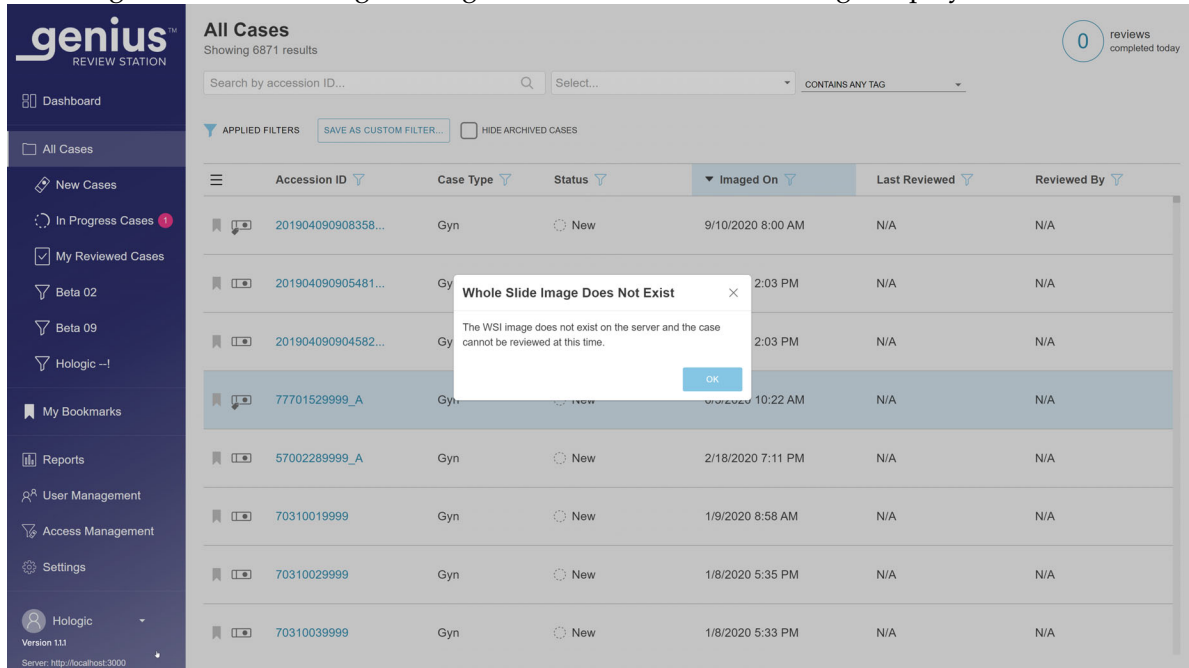 genius™
REVIEW STATION
Dashboard
All Cases
New Cases
In Progress Cases 1
My Reviewed Cases
Beta 02
Beta 09
Hologic --!
My Bookmarks
Reports
User Management
Access Management
Settings
Hologic
Version 1.1.1
Server: http://localhost:3000
All Cases
Showing 6871 results
0 reviews
completed today
Search by accession ID... Select... CONTAINS ANY TAG
APPLIED FILTERS SAVE AS CUSTOM FILTER... HIDE ARCHIVED CASES
Accession ID Case Type Status Imaged On Last Reviewed Reviewed By
201904090908358... Gyn New 9/10/2020 8:00 AM N/A N/A
201904090905481... Gy 2:03 PM N/A N/A
201904090904582... Gy 2:03 PM N/A N/A
77701529999_A Gyn New 10:22 AM N/A N/A
57002289999_A Gyn New 2/18/2020 7:11 PM N/A N/A
70310019999 Gyn New 1/9/2020 8:58 AM N/A N/A
70310029999 Gyn New 1/8/2020 5:35 PM N/A N/A
70310039999 Gyn New 1/8/2020 5:33 PM N/A N/A
Whole Slide Image Does Not Exist
The WSI image does not exist on the server and the case
cannot be reviewed at this time.
OK